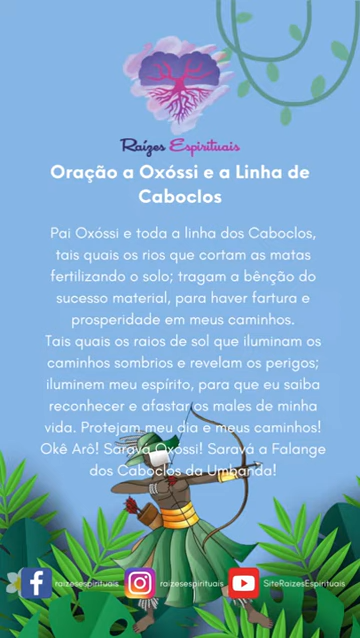 Raízes Espirituais
Oração a Oxóssi e a Linha de
Caboclos
Pai Oxóssi e toda a linha dos Caboclos,
tais quais os rios que cortam as matas
fertilizando o solo; tragam a bênção do
sucesso material, para haver fartura e
prosperidade em meus caminhos.
Tais quais os raios de sol que iluminam os
caminhos sombrios e revelam os perigos;
iluminem meu espírito, para que eu saiba
reconhecer e afastar os males de minha
vida. Protejam meu dia e meus caminhos!
Okê Arô! Saravá Oxóssi! Saravá a Falange
dos Caboclos da Umbanda!
raizesespirituais raizesespirituais SiteRaizesEspirituais